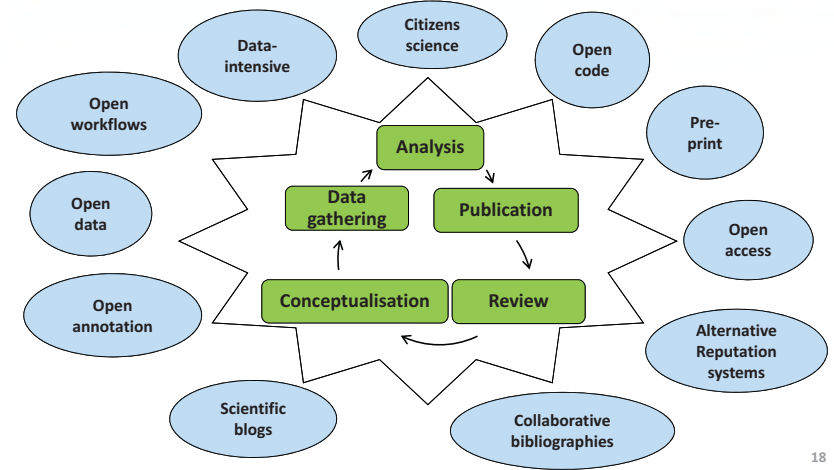 Citizens
science
Data-
intensive
Open
code
Open
workflows
Pre-
print
Analysis
Data
gathering
Publication
Open
data
Open
access
Conceptualisation
Review
Open
annotation
Alternative
Reputation
systems
Scientific
blogs
Collaborative
bibliographies
18